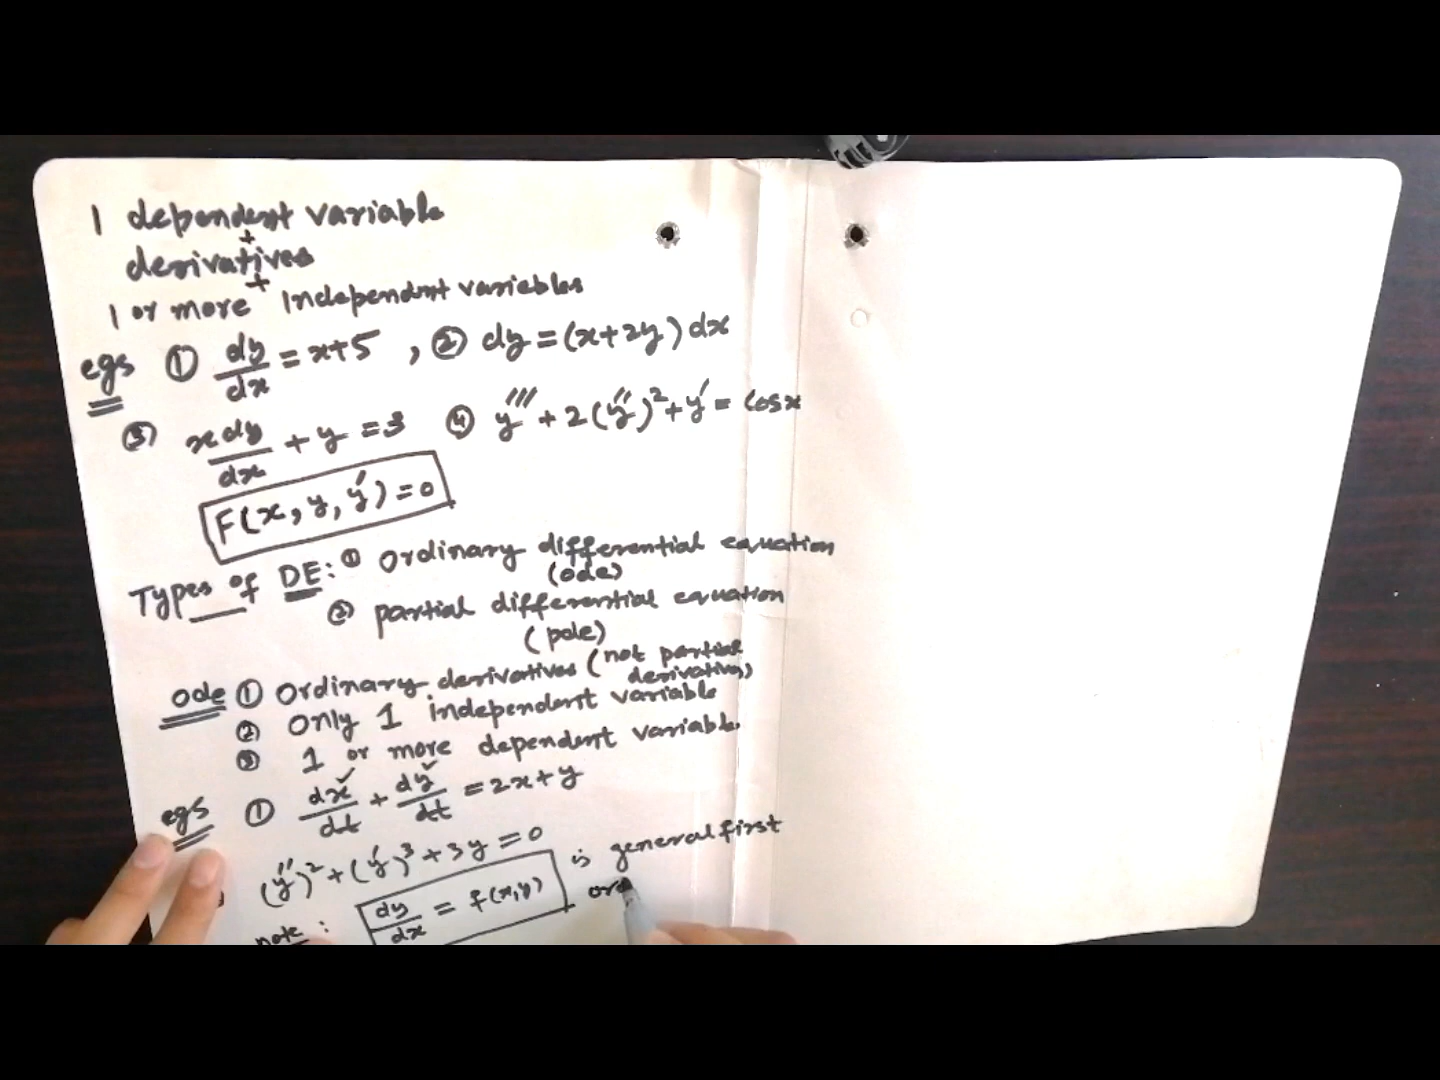 1 dependent variable
+
derivatives
+
1 or more Independent variables
egs ① dy/dx = x+5 , ② dy = (x+2y) dx
③ x dy/dx + y = 3 ④ y''' + 2(y'')² + y' = cos x
F(x, y, y') = 0
Types of DE: ① Ordinary differential equation
(ode)
② partial differential equation
(pde)
ode ① Ordinary derivatives (not partial
derivatives)
② Only 1 independent variable
③ 1 or more dependent variable
egs ① dx/dt ✓ + dy/dt ✓ = 2x+y
(y'')² + (y')³ + 3y = 0
note : dy/dx = f(x,y) is general first
ord